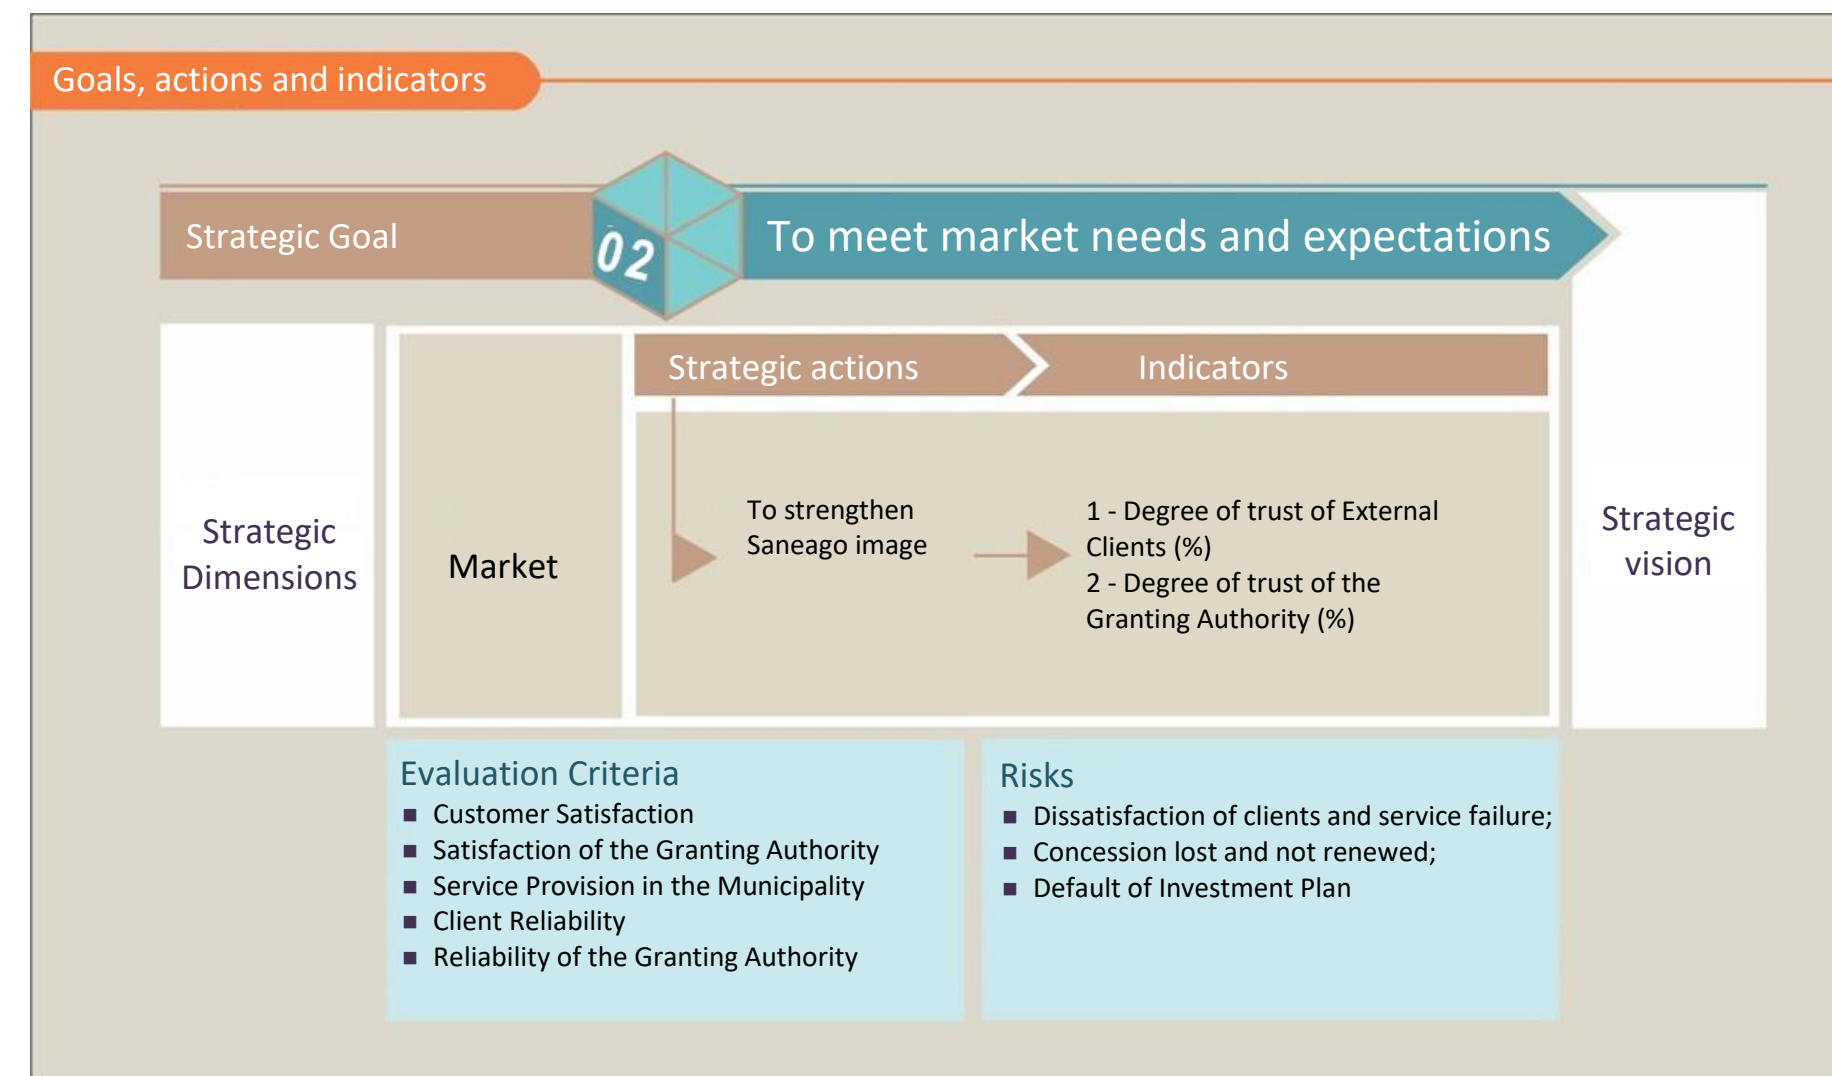 Goals, actions and indicators
Strategic Goal
02
To meet market needs and expectations
Strategic
Dimensions
Market
Strategic actions
Indicators
To strengthen
Saneago image
1 - Degree of trust of External
Clients (%)
2 - Degree of trust of the
Granting Authority (%)
Strategic
vision
Evaluation Criteria
■ Customer Satisfaction
■ Satisfaction of the Granting Authority
■ Service Provision in the Municipality
■ Client Reliability
■ Reliability of the Granting Authority
Risks
■ Dissatisfaction of clients and service failure;
■ Concession lost and not renewed;
■ Default of Investment Plan